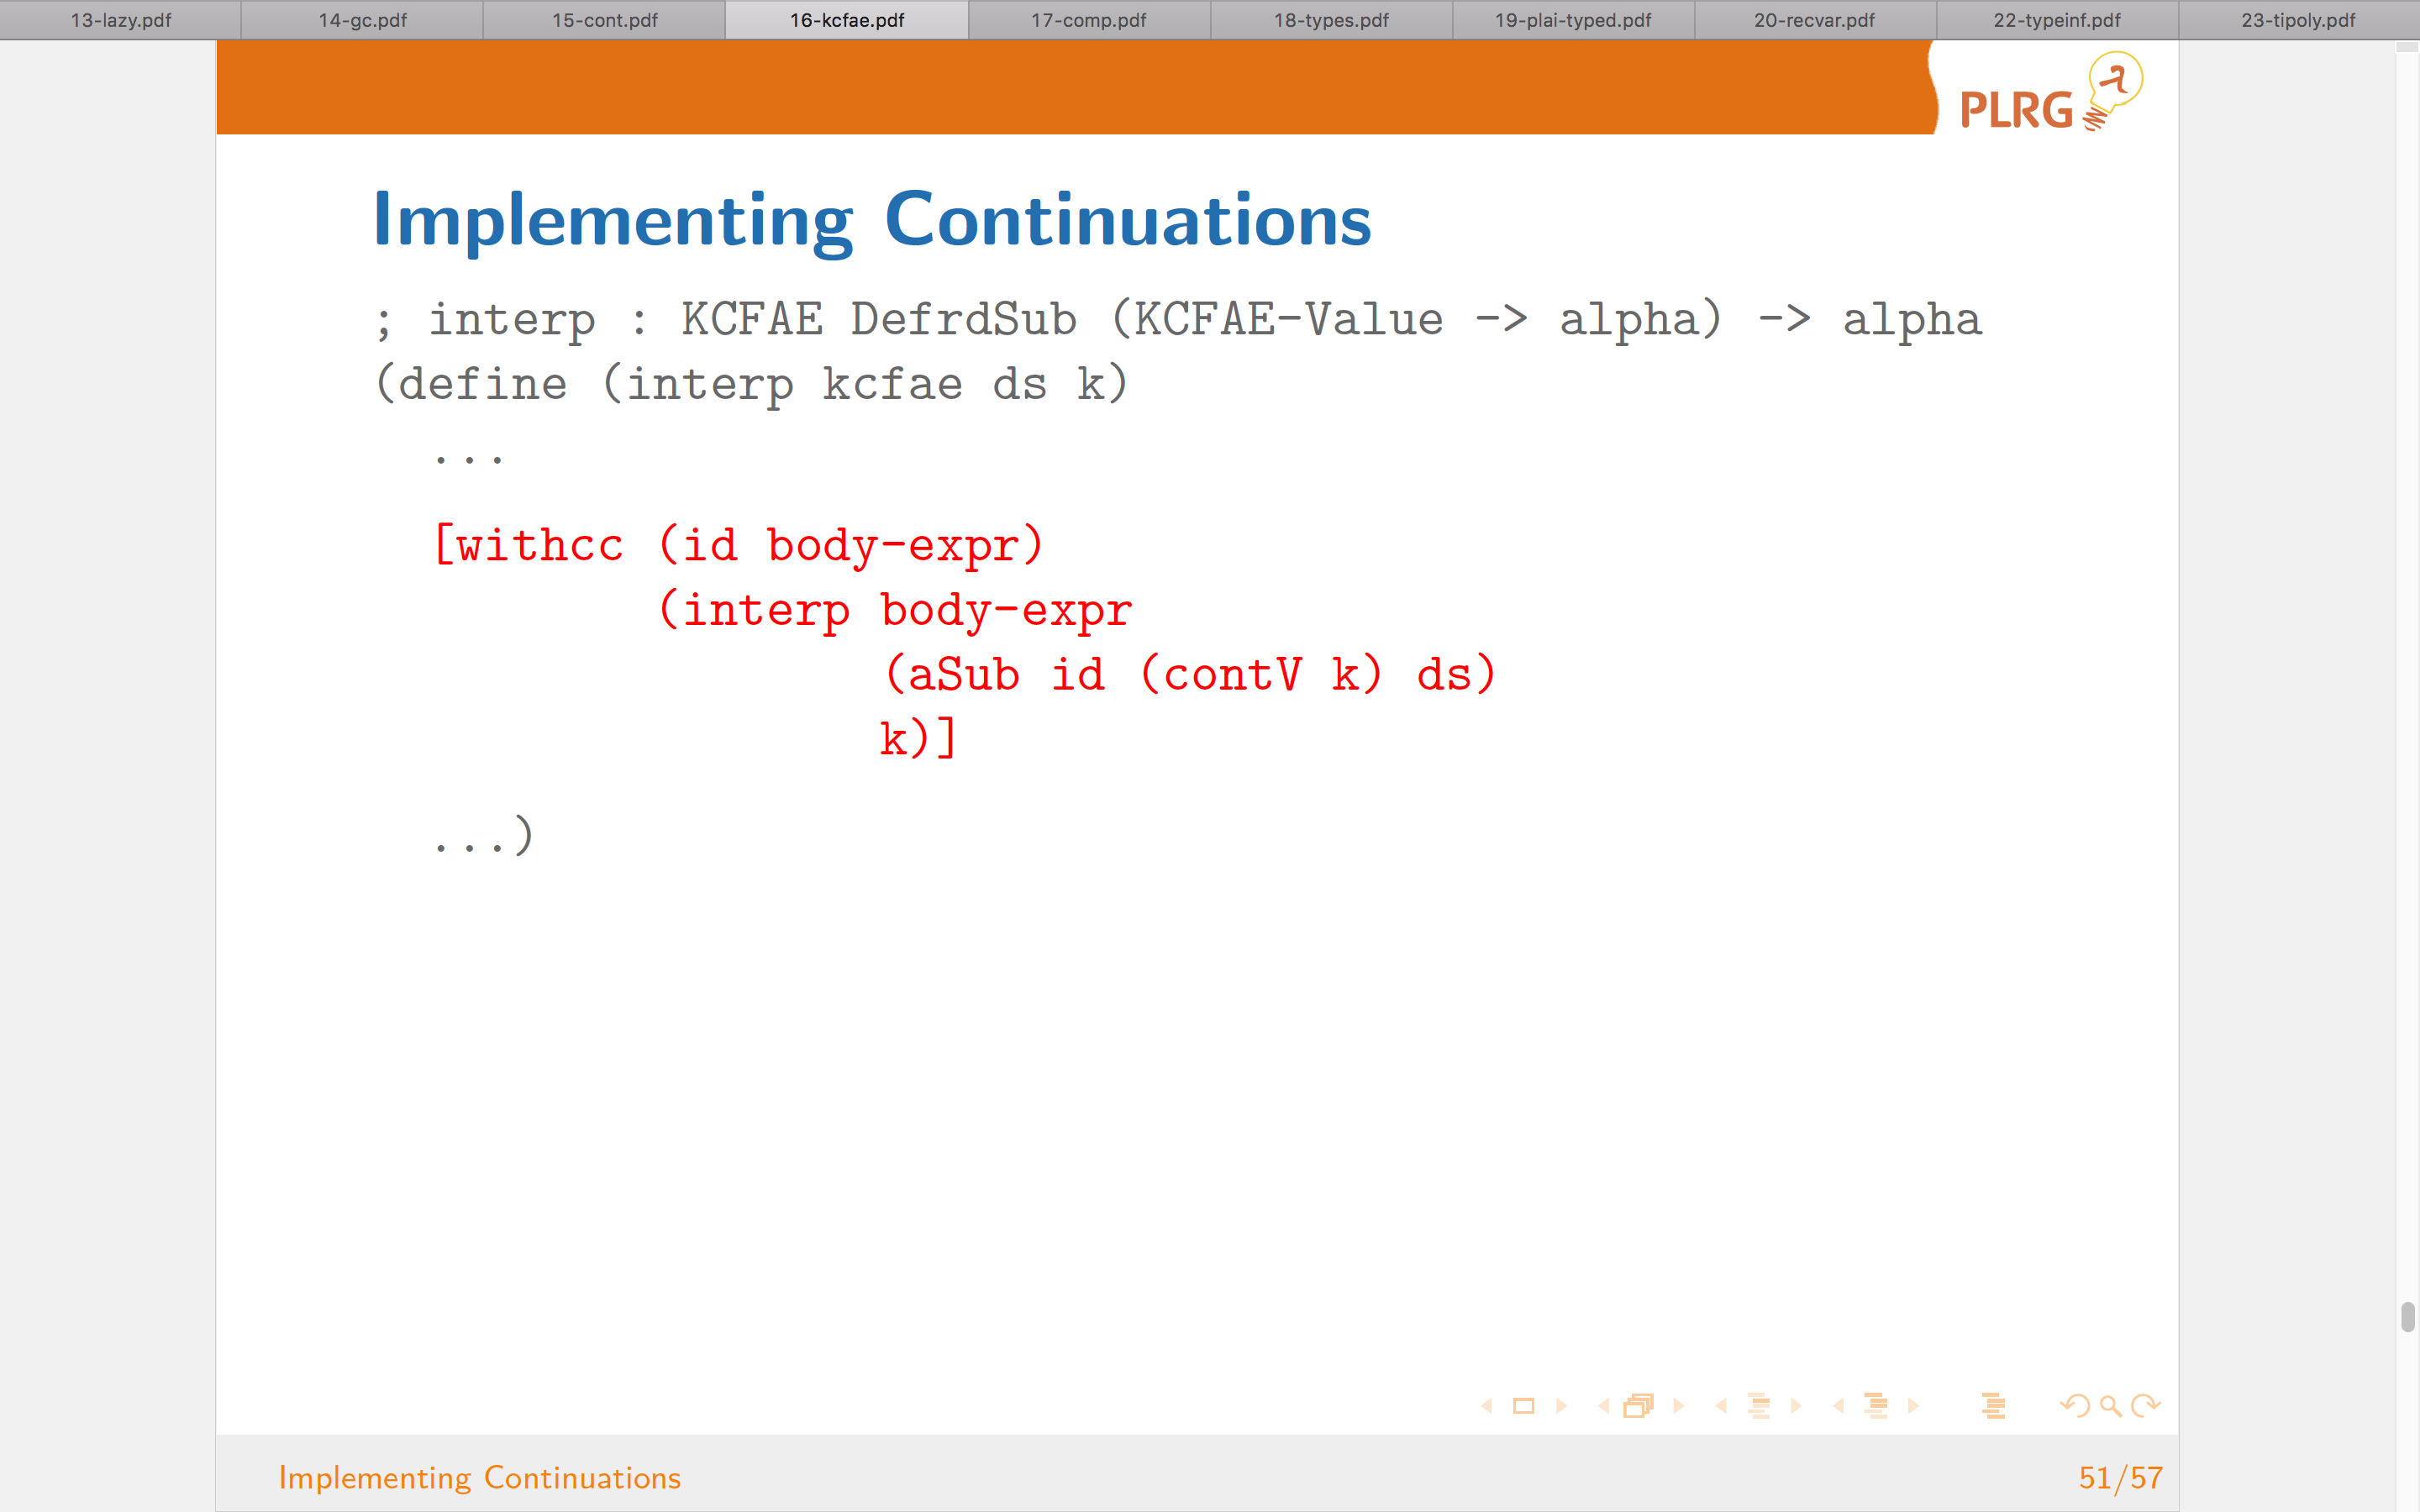 13-lazy.pdf 14-gc.pdf 15-cont.pdf 16-kcfae.pdf 17-comp.pdf 18-types.pdf 19-plai-typed.pdf 20-recvar.pdf 22-typeinf.pdf 23-tipoly.pdf
PLRG
Implementing Continuations
; interp : KCFAE DefrdSub (KCFAE-Value -> alpha) -> alpha
(define (interp kcfae ds k)
...
[withcc (id body-expr)
(interp body-expr
(aSub id (contV k) ds)
k)]
...)
Implementing Continuations 51/57